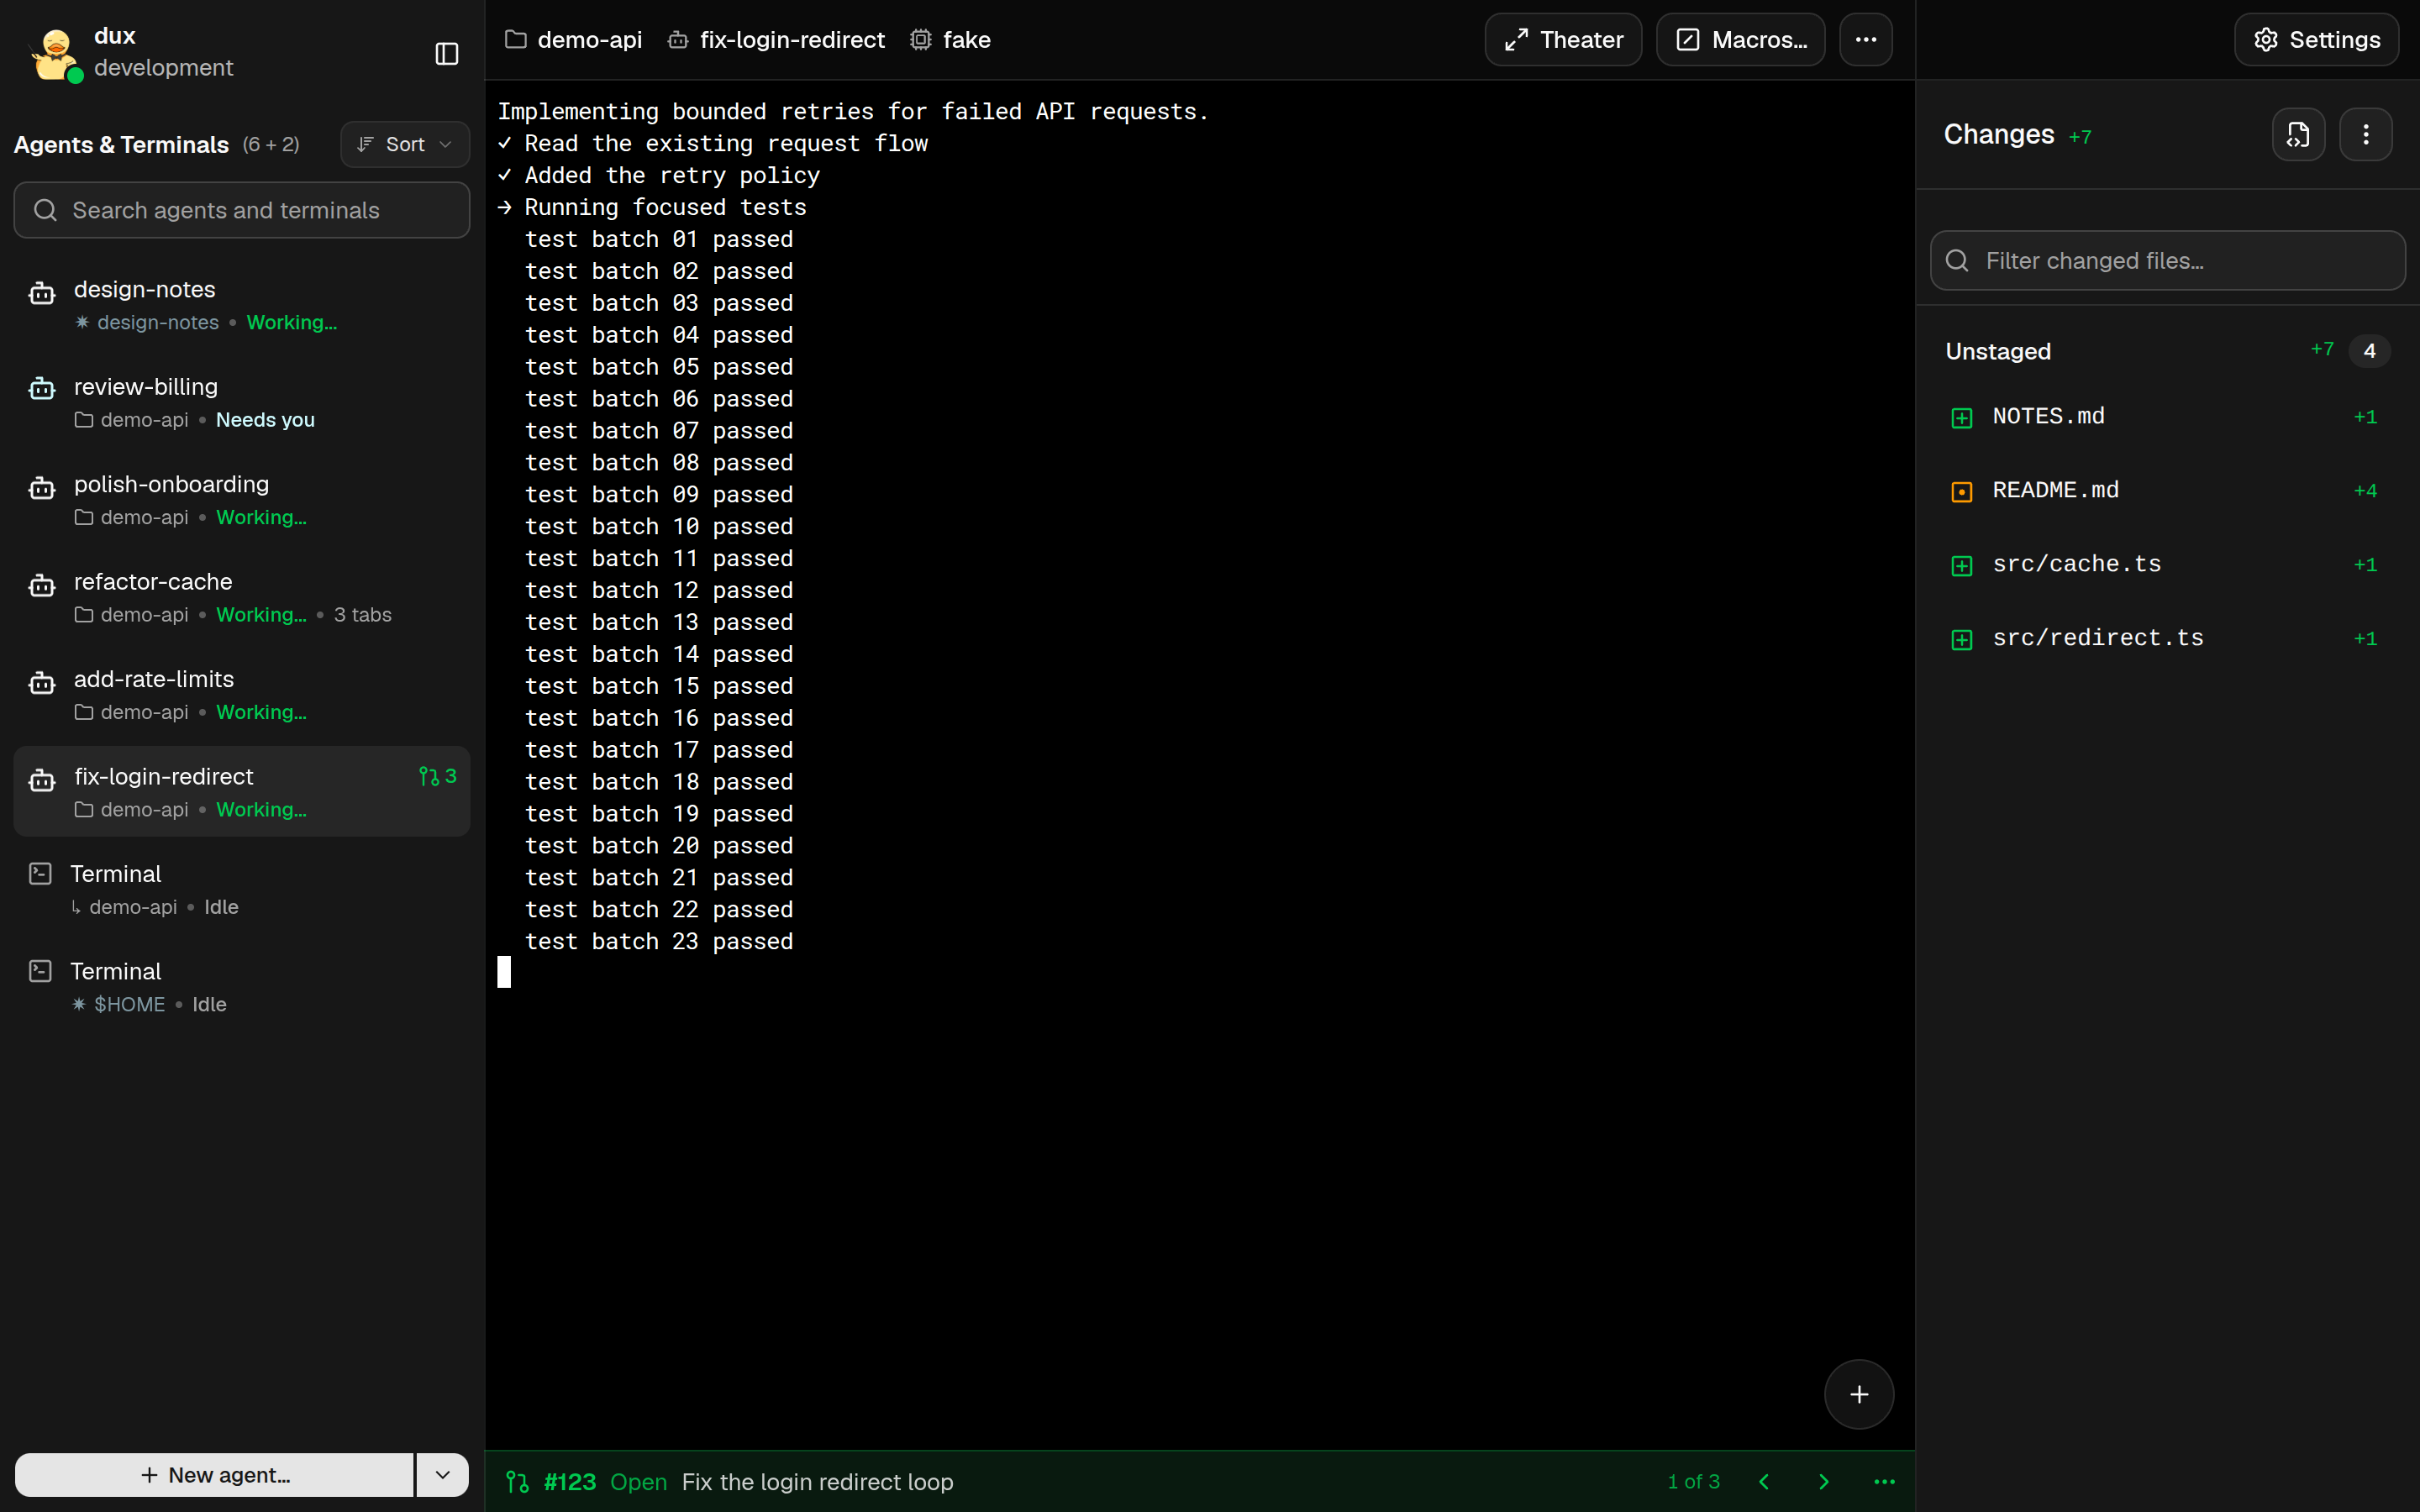 dux
development
Agents & Terminals (6 + 2) Sort
Search agents and terminals
design-notes
design-notes • Working...
review-billing
demo-api • Needs you
polish-onboarding
demo-api • Working...
refactor-cache
demo-api • Working... • 3 tabs
add-rate-limits
demo-api • Working...
fix-login-redirect 3
demo-api • Working...
Terminal
↳ demo-api • Idle
Terminal
$HOME • Idle
+ New agent...
demo-api fix-login-redirect fake
Theater Macros... ...
Implementing bounded retries for failed API requests.
✓ Read the existing request flow
✓ Added the retry policy
→ Running focused tests
test batch 01 passed
test batch 02 passed
test batch 03 passed
test batch 04 passed
test batch 05 passed
test batch 06 passed
test batch 07 passed
test batch 08 passed
test batch 09 passed
test batch 10 passed
test batch 11 passed
test batch 12 passed
test batch 13 passed
test batch 14 passed
test batch 15 passed
test batch 16 passed
test batch 17 passed
test batch 18 passed
test batch 19 passed
test batch 20 passed
test batch 21 passed
test batch 22 passed
test batch 23 passed
#123 Open Fix the login redirect loop
1 of 3
Settings
Changes +7
Filter changed files...
Unstaged +7 4
NOTES.md +1
README.md +4
src/cache.ts +1
src/redirect.ts +1